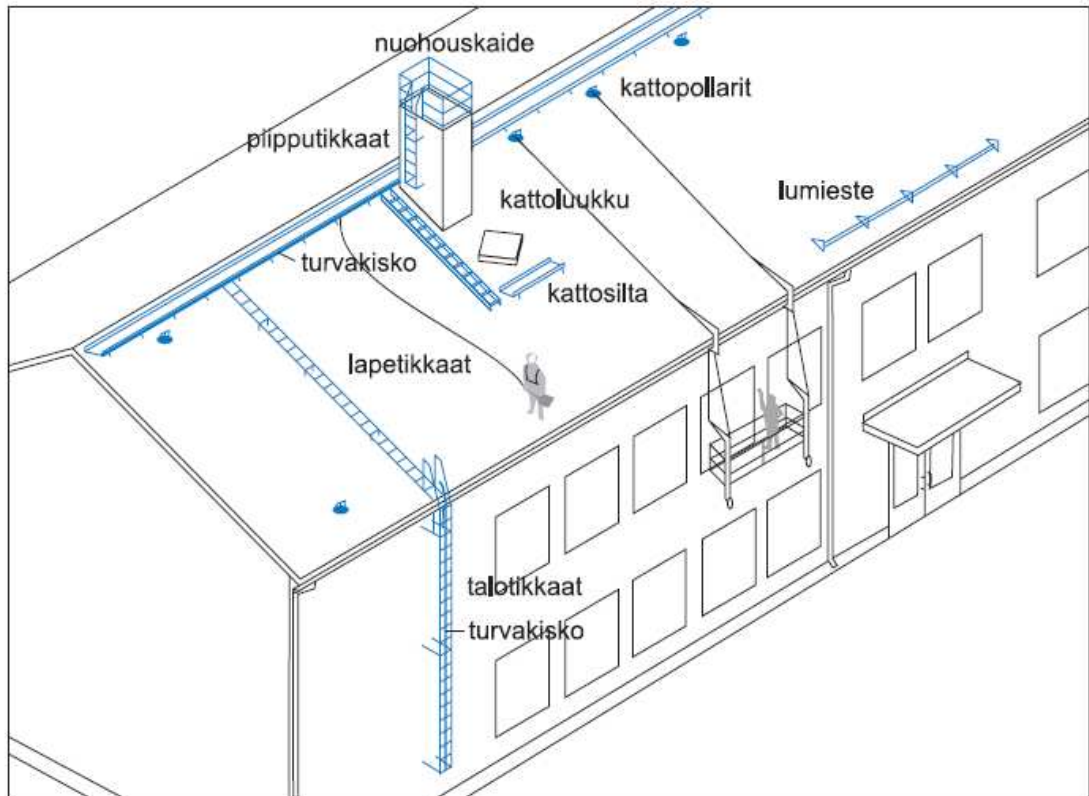 nuohouskaide
kattopollarit
piipputikkaat
kattoluukku
lumieste
turvakisko
kattosilta
lapetikkaat
talotikkaat
turvakisko